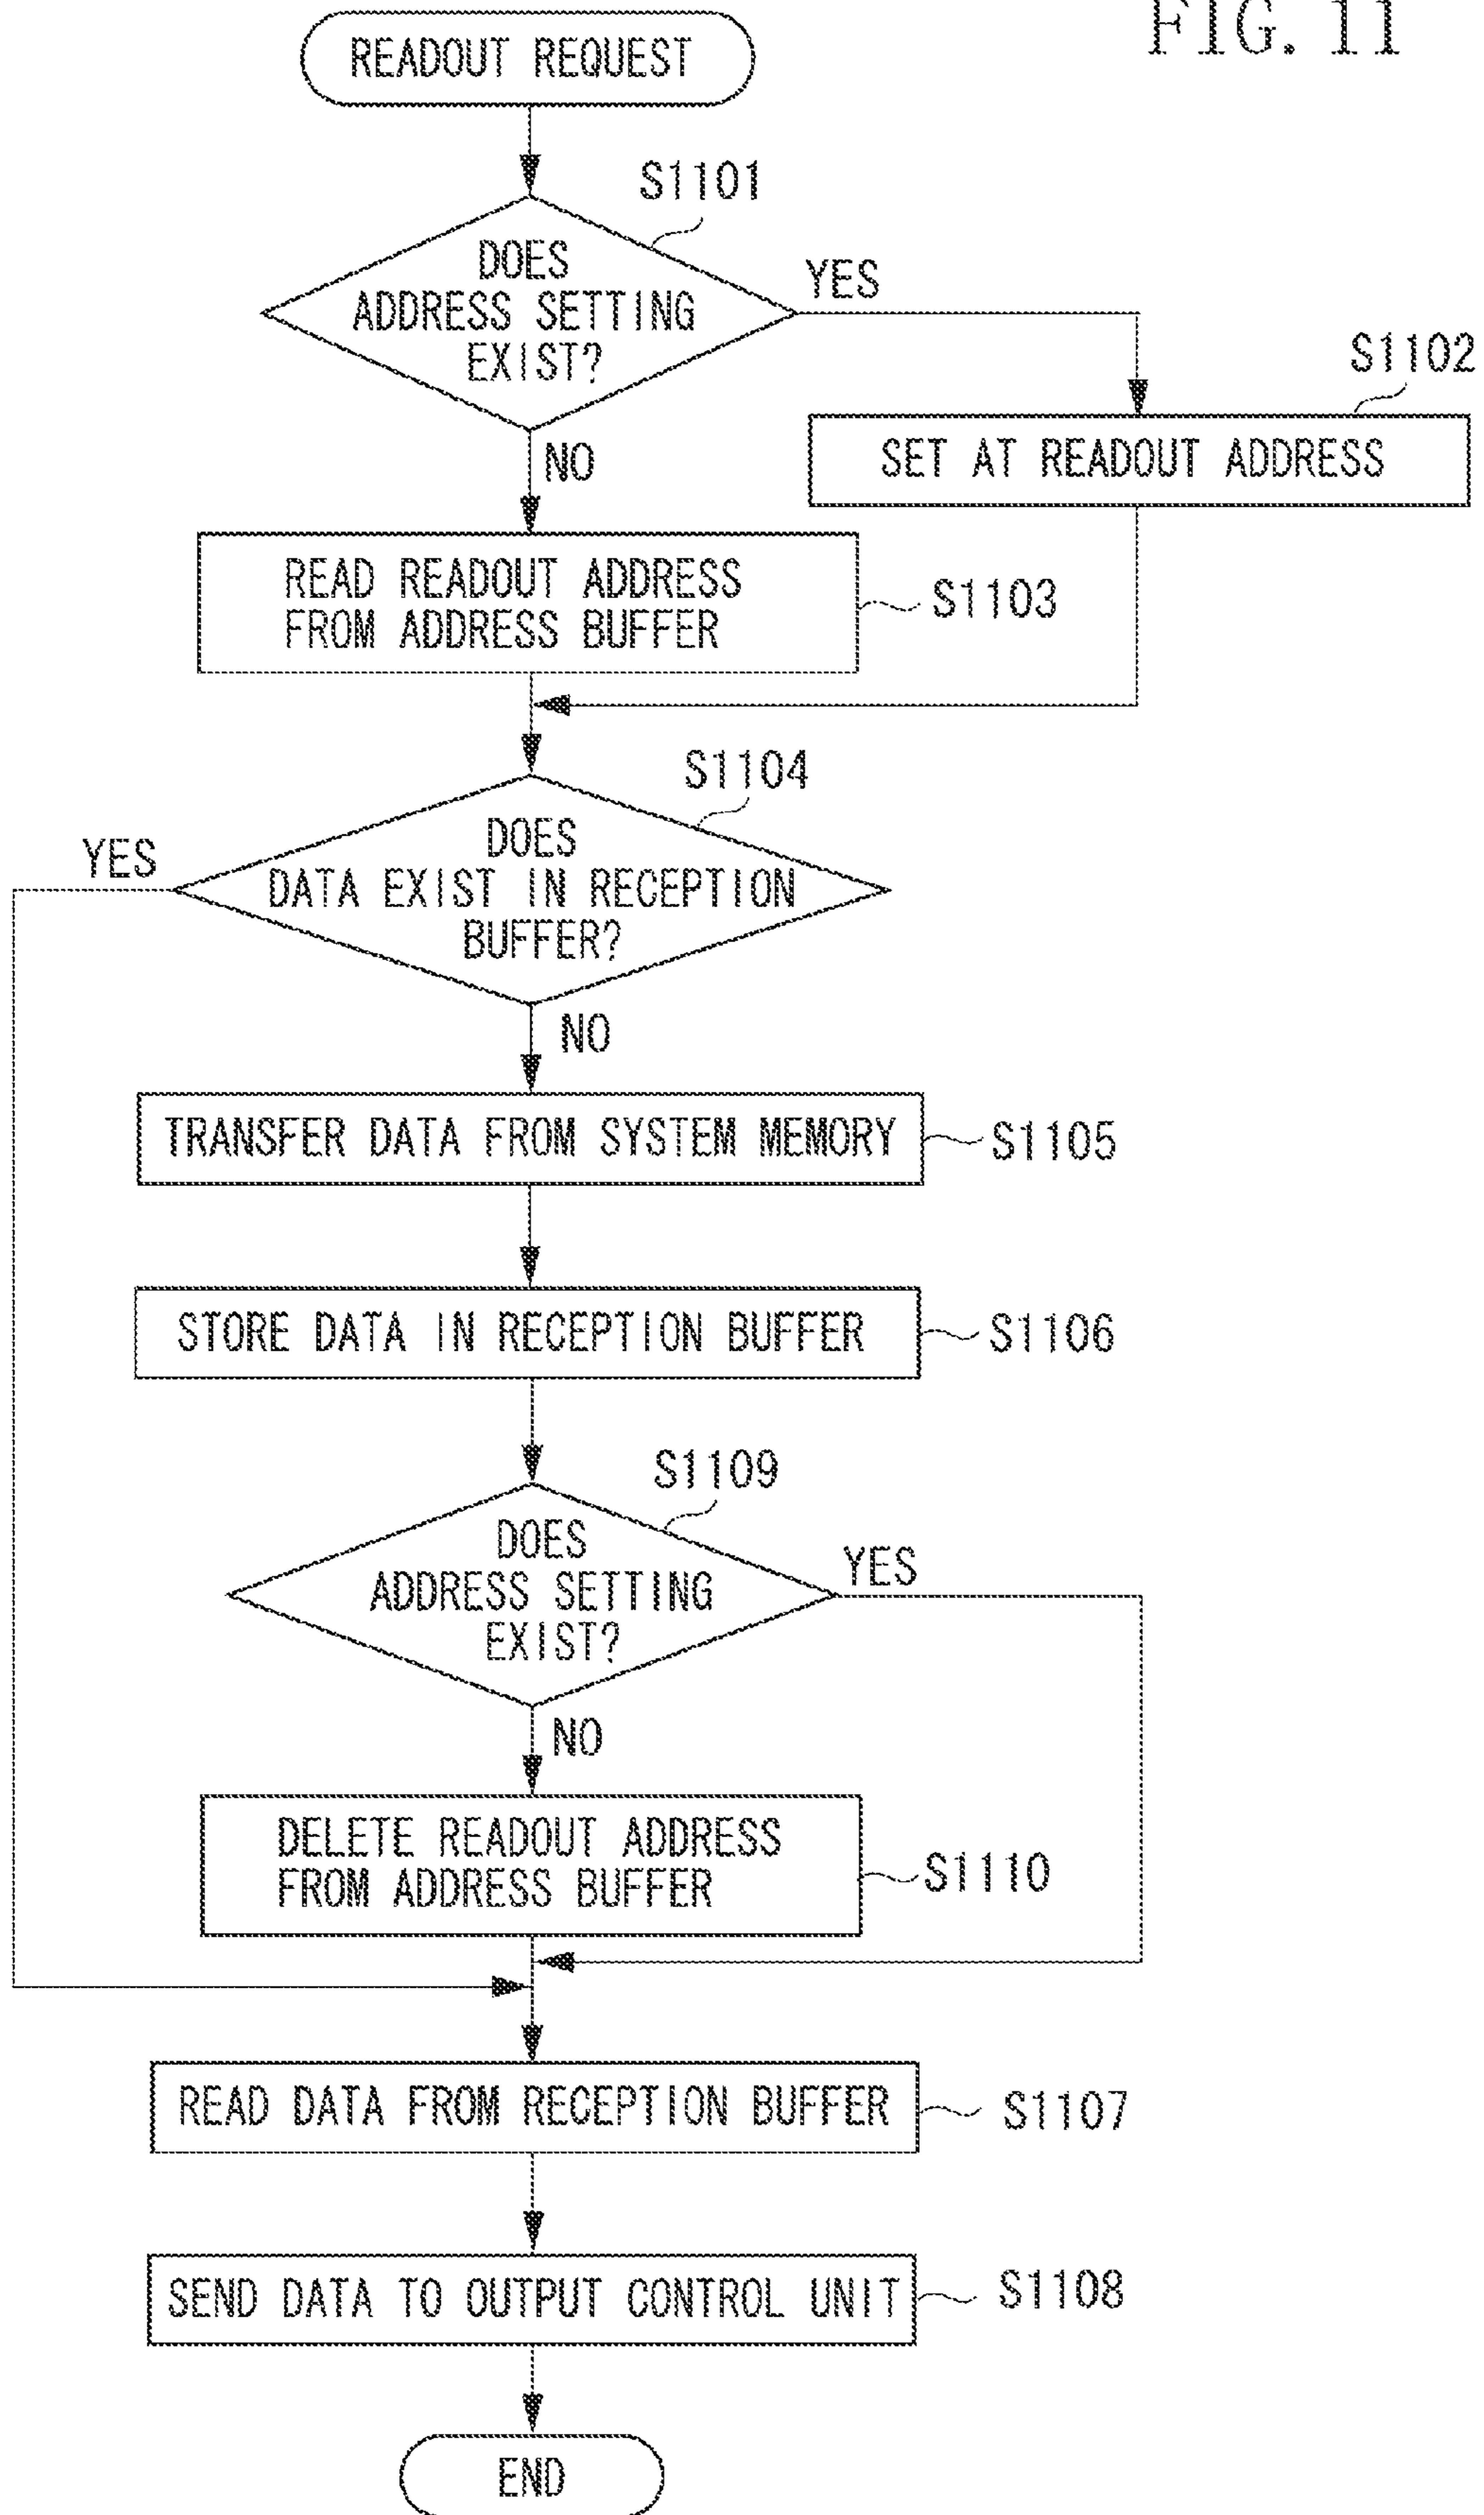 FIG. 11
READOUT REQUEST
S1101
DOES
ADDRESS SETTING
EXIST?
YES
NO
S1102
SET AT READOUT ADDRESS
READ READOUT ADDRESS
FROM ADDRESS BUFFER
S1103
S1104
DOES
DATA EXIST IN RECEPTION
BUFFER?
YES
NO
TRANSFER DATA FROM SYSTEM MEMORY
S1105
STORE DATA IN RECEPTION BUFFER
S1106
S1109
DOES
ADDRESS SETTING
EXIST?
YES
NO
DELETE READOUT ADDRESS
FROM ADDRESS BUFFER
S1110
READ DATA FROM RECEPTION BUFFER
S1107
SEND DATA TO OUTPUT CONTROL UNIT
S1108
END